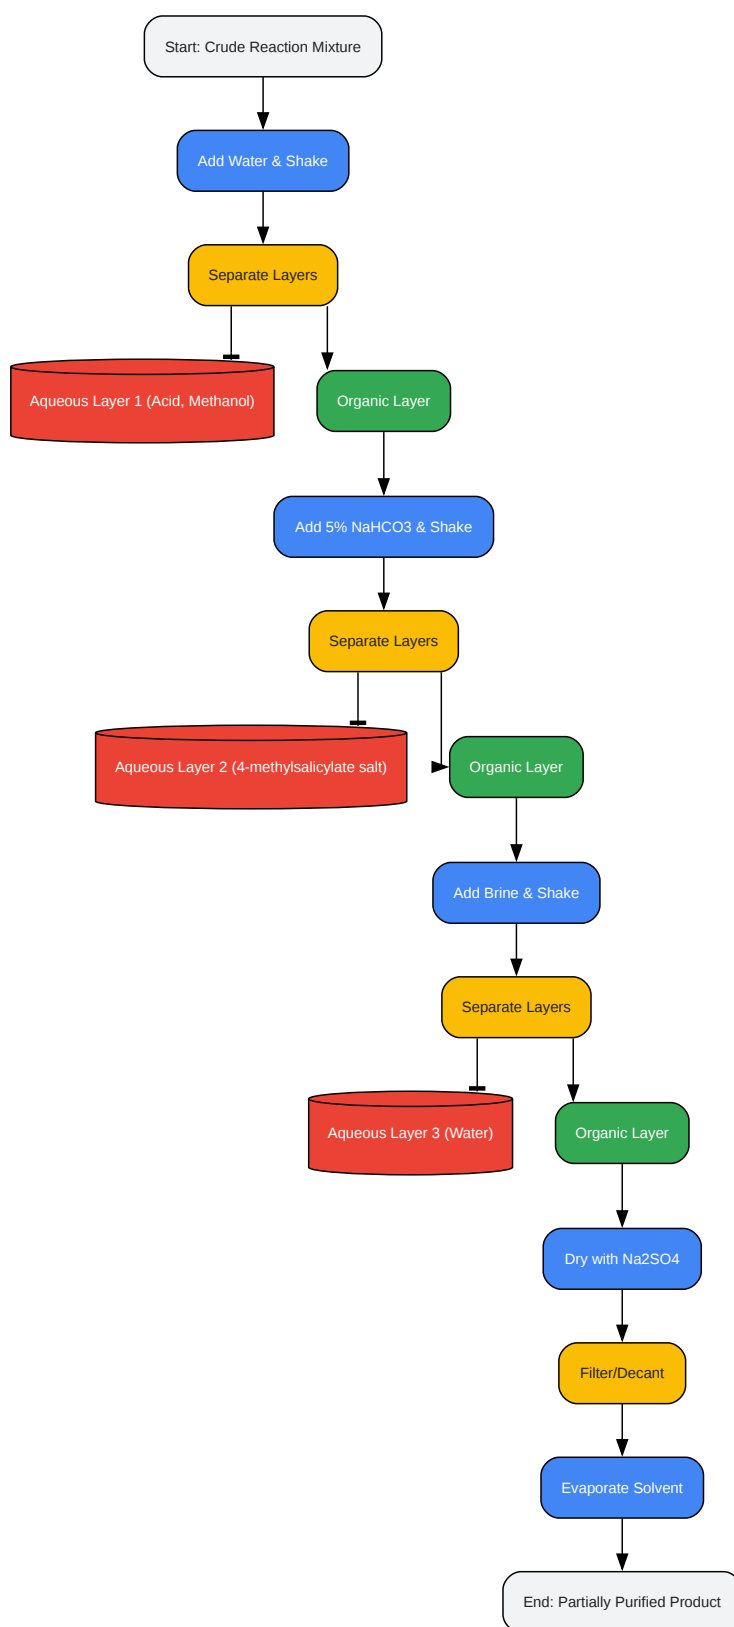 Start: Crude Reaction Mixture
Add Water & Shake
Separate Layers
Aqueous Layer 1 (Acid, Methanol)
Organic Layer
Add 5% NaHCO3 & Shake
Separate Layers
Aqueous Layer 2 (4-methylsalicylate salt)
Organic Layer
Add Brine & Shake
Separate Layers
Aqueous Layer 3 (Water)
Organic Layer
Dry with Na2SO4
Filter/Decant
Evaporate Solvent
End: Partially Purified Product